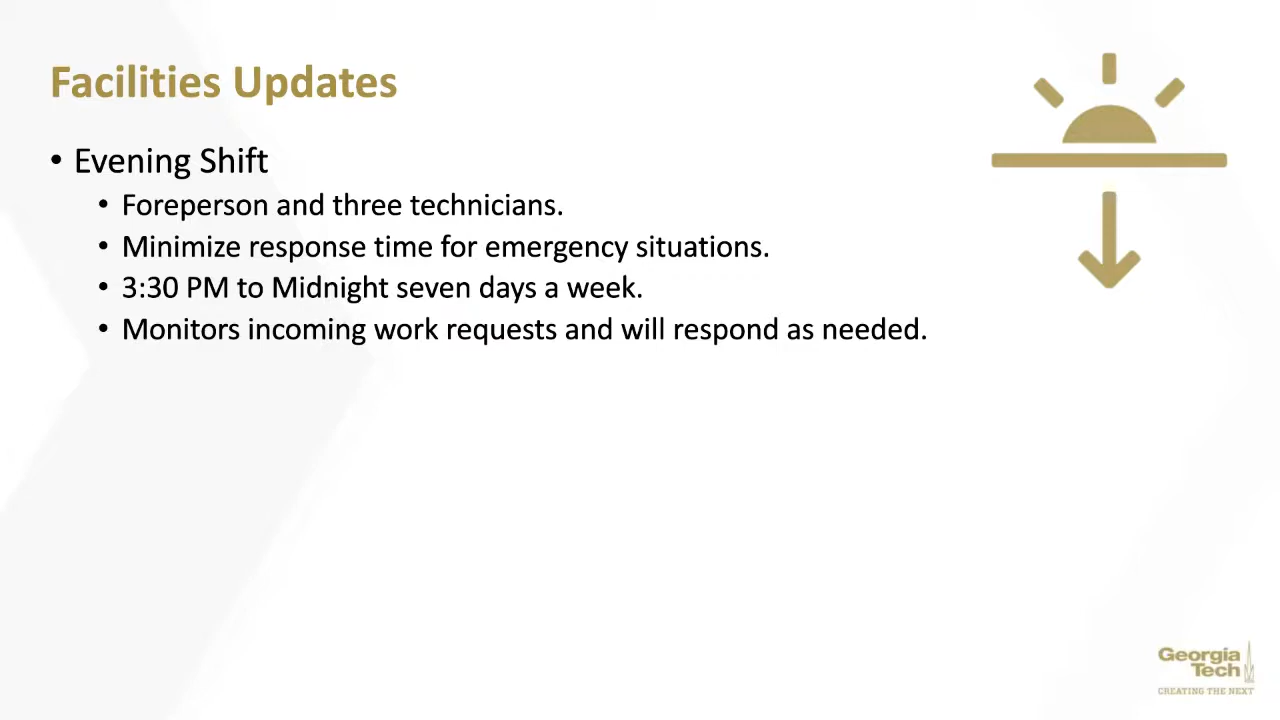 Facilities Updates
• Evening Shift
• Foreperson and three technicians.
• Minimize response time for emergency situations.
• 3:30 PM to Midnight seven days a week.
• Monitors incoming work requests and will respond as needed.
Georgia
Tech
CREATING THE NEXT